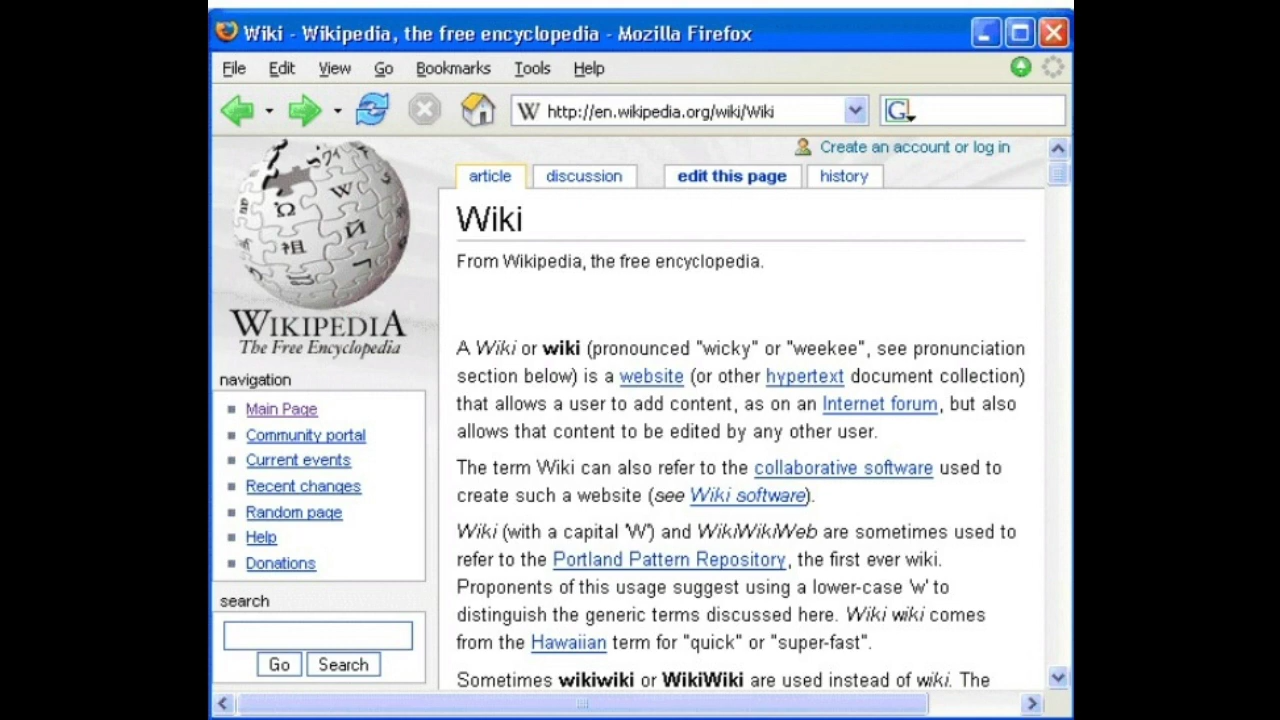 Wiki - Wikipedia, the free encyclopedia - Mozilla Firefox
File Edit View Go Bookmarks Tools Help
http://en.wikipedia.org/wiki/Wiki
G
Create an account or log in
article discussion edit this page history
WIKIPEDIA
The Free Encyclopedia
navigation
Main Page
Community portal
Current events
Recent changes
Random page
Help
Donations
search
Go Search
Wiki
From Wikipedia, the free encyclopedia.
A Wiki or wiki (pronounced "wicky" or "weekee", see pronunciation
section below) is a website (or other hypertext document collection)
that allows a user to add content, as on an Internet forum, but also
allows that content to be edited by any other user.
The term Wiki can also refer to the collaborative software used to
create such a website (see Wiki software).
Wiki (with a capital 'W') and WikiWikiWeb are sometimes used to
refer to the Portland Pattern Repository, the first ever wiki.
Proponents of this usage suggest using a lower-case 'w' to
distinguish the generic terms discussed here. Wiki wiki comes
from the Hawaiian term for "quick" or "super-fast".
Sometimes wikiwiki or WikiWiki are used instead of wiki. The